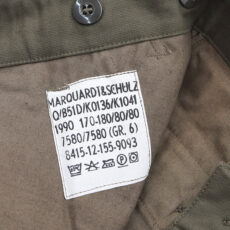 MARQUARDT&SCHULZ
Q/B51D/K0136/K1041
1990 170-180/80/80
7580/7580 (GR. 6)
8415-12-155-9093